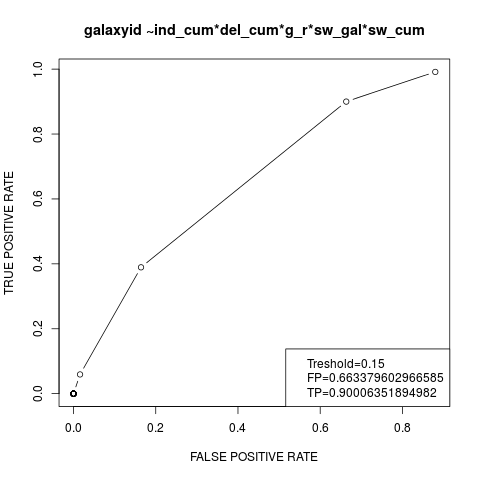 galaxyid ~ind_cum*del_cum*g_r*sw_gal*sw_cum
1.0
0.8
0.6
0.4
0.2
0.0
TRUE POSITIVE RATE
Treshold=0.15
FP=0.663379602966585
TP=0.90006351894982
0.0 0.2 0.4 0.6 0.8
FALSE POSITIVE RATE